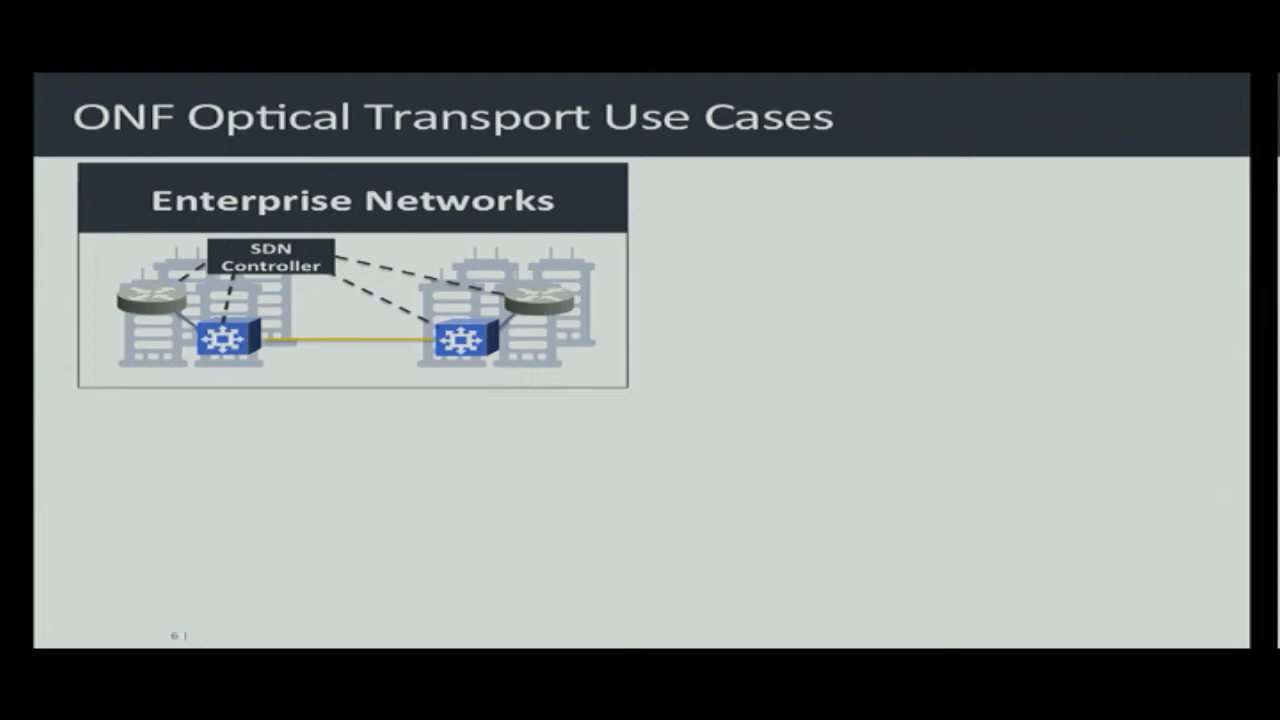 ONF Optical Transport Use Cases
Enterprise Networks
SDN
Controller
6 |